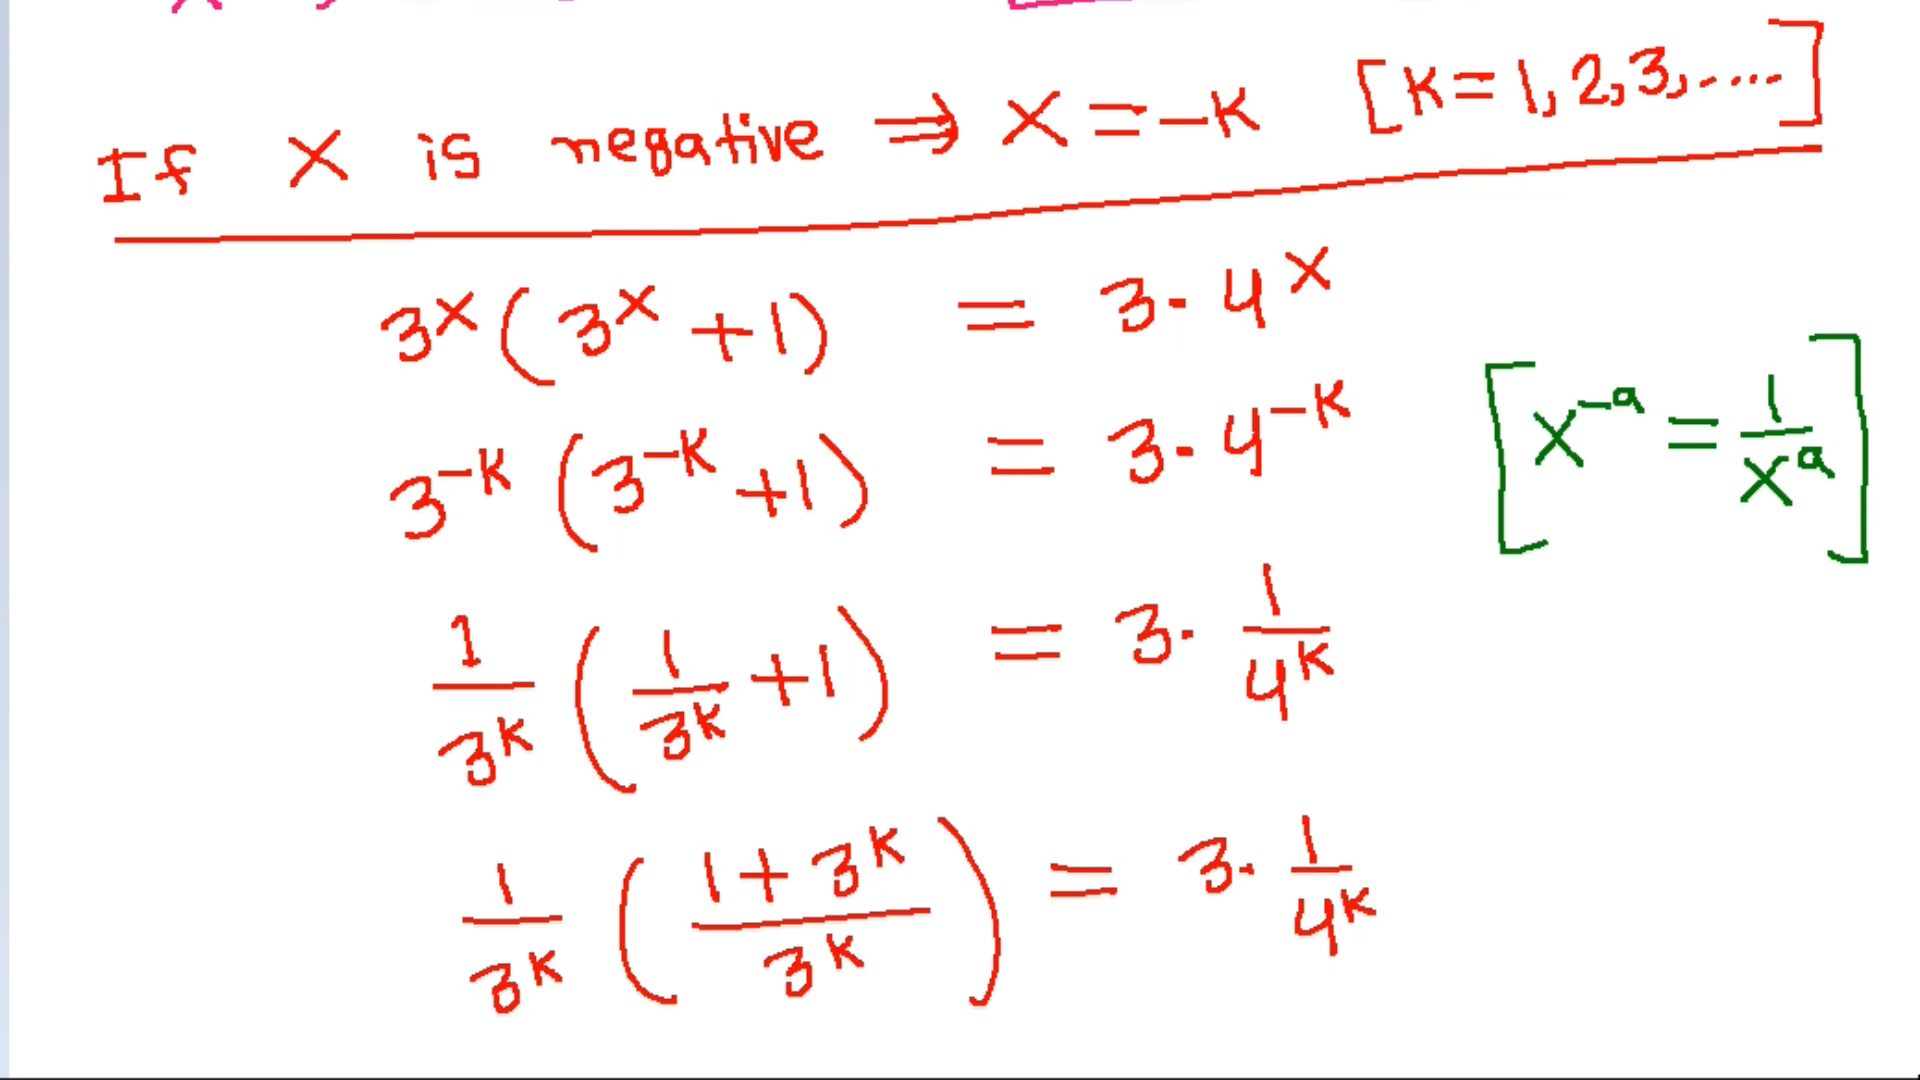 If x is negative ⇒ x = -k [k = 1, 2, 3, .....]
3^x (3^x + 1) = 3 · 4^x
3^-k (3^-k + 1) = 3 · 4^-k [x^-a = 1/x^a]
1/3^k (1/3^k + 1) = 3 · 1/4^k
1/3^k ((1 + 3^k)/3^k) = 3 · 1/4^k